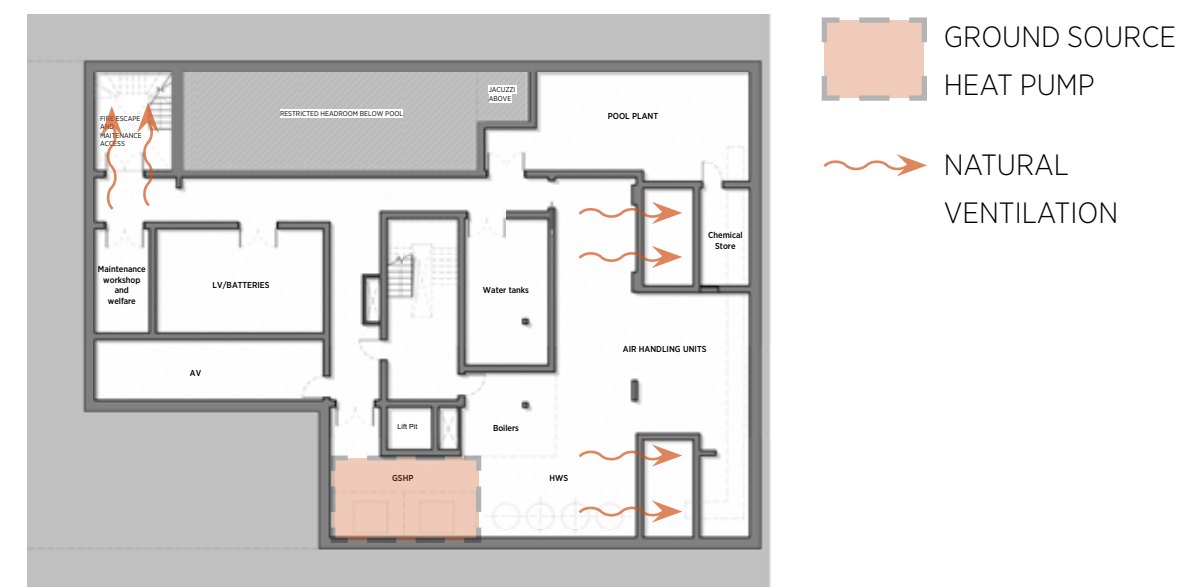 GROUND SOURCE
HEAT PUMP
NATURAL
VENTILATION
JACUZZI
ABOVE
RESTRICTED HEADROOM BELOW POOL
POOL PLANT
FIRE ESCAPE
AND
MAITENANCE
ACCESS
Chemical
Store
Maintenance
workshop
and
welfare
LV/BATTERIES
Water tanks
AIR HANDLING UNITS
AV
Lift Pit
Boilers
GSHP
HWS